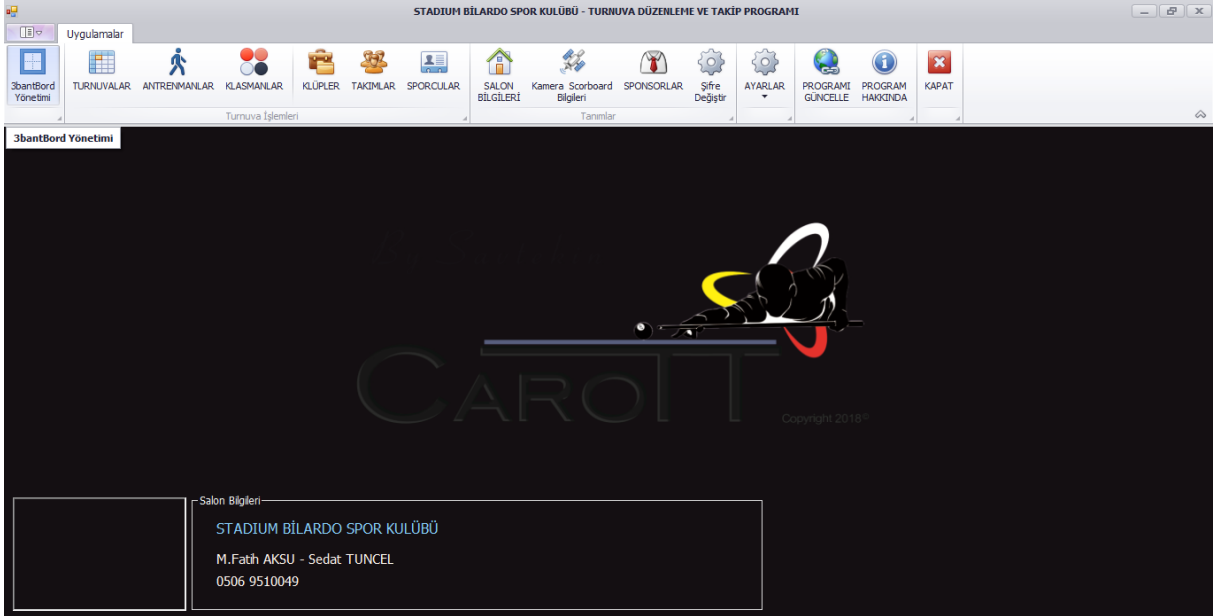 STADIUM BİLARDO SPOR KULÜBÜ - TURNUVA DÜZENLEME VE TAKİP PROGRAMI
Uygulamalar
3bantBord Yönetimi
TURNUVALAR
ANTRENMANLAR
KLASMANLAR
KLÜPLER
TAKIMLAR
SPORCULAR
SALON BİLGİLERİ
Kamera Scorboard Bilgileri
SPONSORLAR
Şifre Değiştir
AYARLAR
PROGRAMI GÜNCELLE
PROGRAM HAKKINDA
KAPAT
Turnuva İşlemleri
Tanımlar
3bantBord Yönetimi
CAROTT
Copyright 2018©
Salon Bilgileri
STADIUM BİLARDO SPOR KULÜBÜ
M.Fatih AKSU - Sedat TUNCEL
0506 9510049